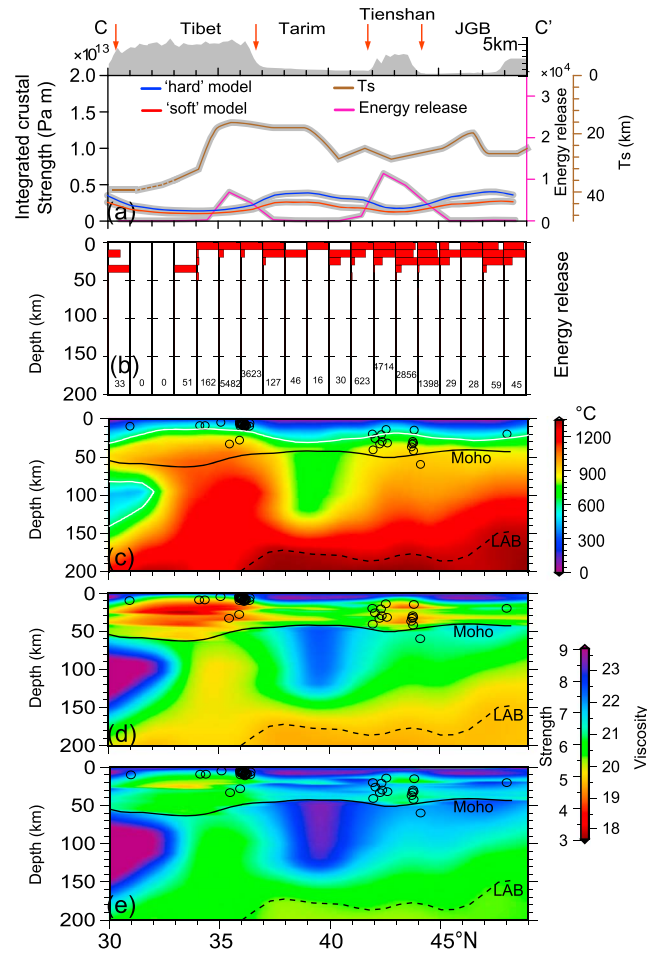 C Tibet Tarim Tienshan JGB C’
5km
×10¹³ ×10⁴
2.0 1.5 1.0 0.5 0
Integrated crustal
Strength (Pa m)
‘hard’ model Ts
‘soft’ model Energy release
3 2 1 0
Energy release
0 20 40
Ts (km)
(a)
0 50 100 150 200
Depth (km)
Energy release
(b)
33 0 0 51 162 5482 3623 127 46 16 30 623 4714 2856 1398 29 28 59 45
0 50 100 150 200
Depth (km)
Moho
LAB
(c)
°C
1200
900
600
300
0
0 50 100 150 200
Depth (km)
Moho
LAB
(d)
9 8 7 6 5 4 3
Strength
23 22 21 20 19 18
Viscosity
0 50 100 150 200
Depth (km)
Moho
LAB
(e)
30 35 40 45°N